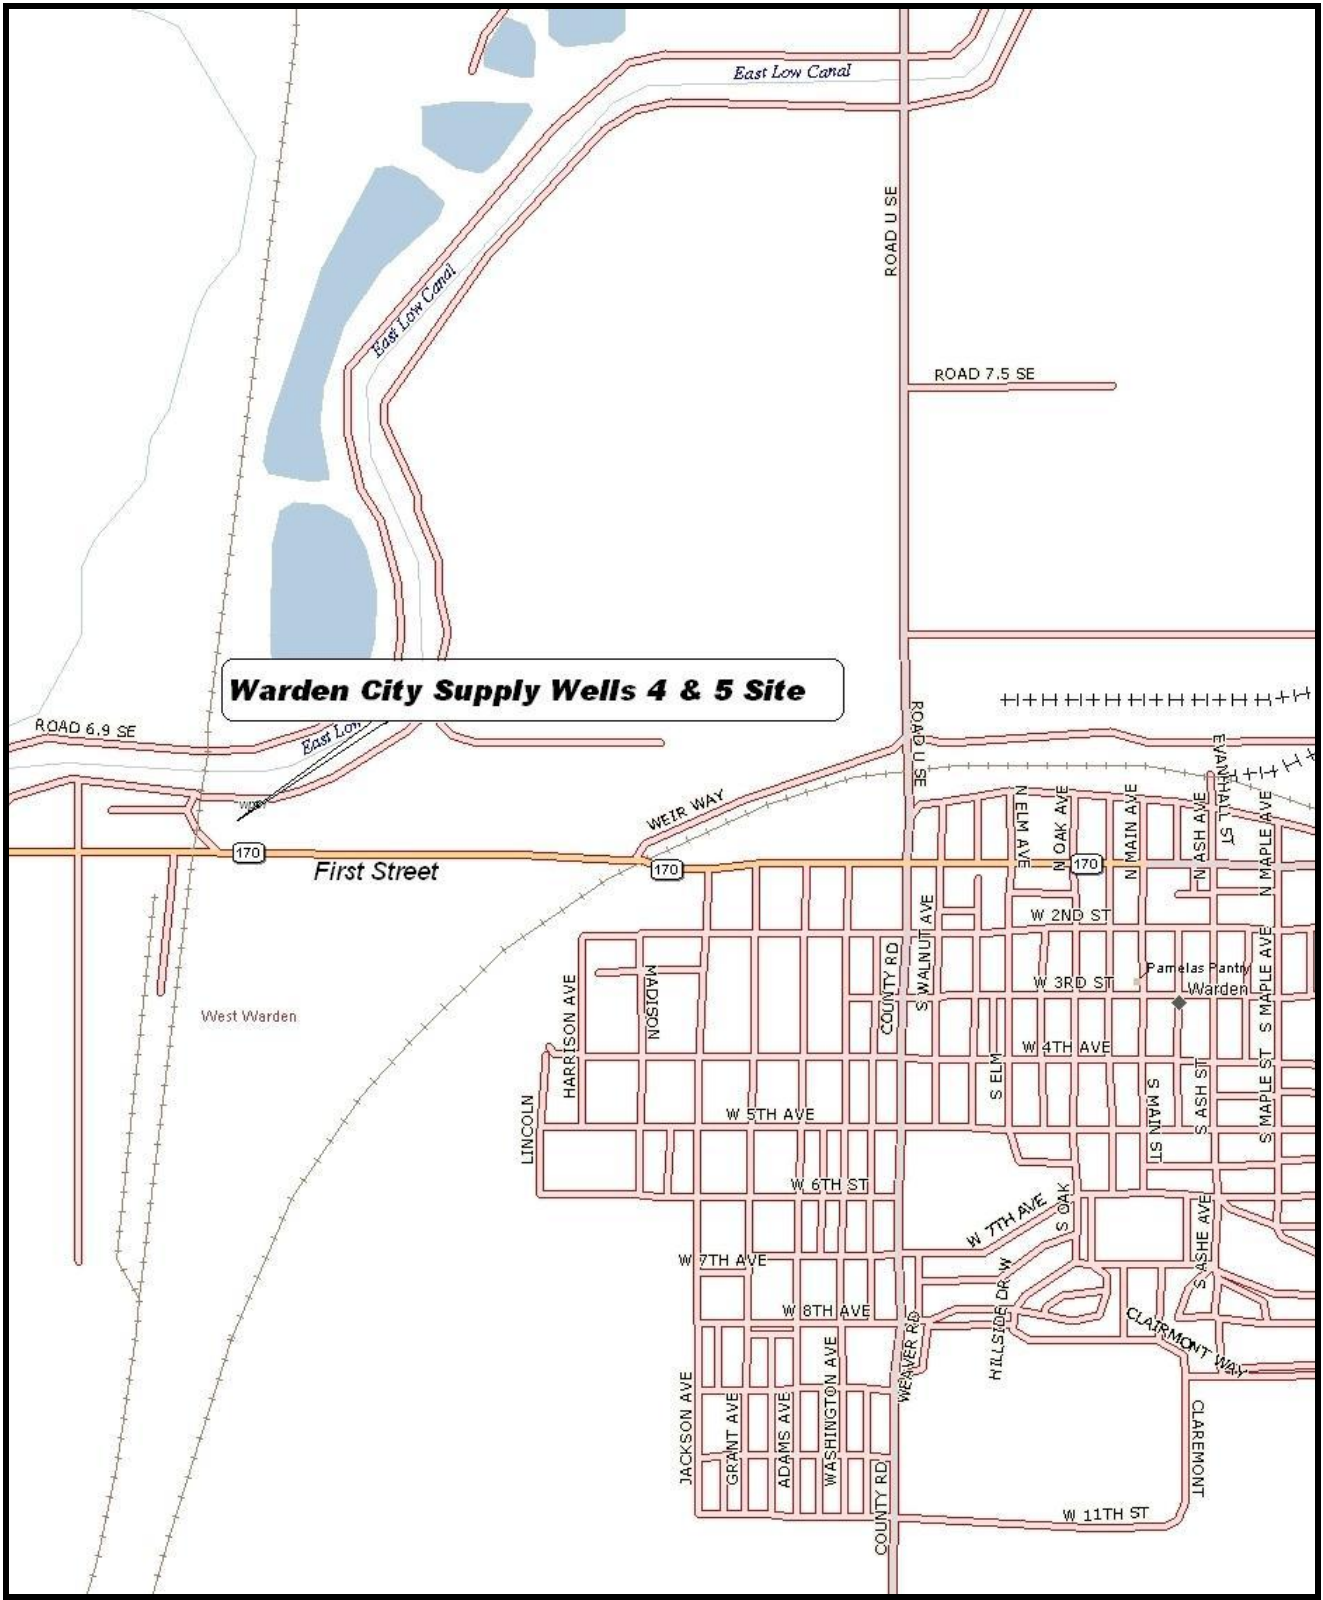 East Low Canal
ROAD U SE
East Low Canal
ROAD 7.5 SE
Warden City Supply Wells 4 & 5 Site
ROAD 6.9 SE
East Low
ROAD U SE
EVANHALL ST
WEIR WAY
N ELM AVE
N OAK AVE
N MAIN AVE
N ASH AVE
N MAPLE AVE
170
First Street
170
170
W 2ND ST
S WALNUT AVE
COUNTY RD
HARRISON AVE
MADISON
Pamelas Pantry
W 3RD ST
Warden
S MAPLE AVE
West Warden
W 4TH AVE
S ELM
S MAIN ST
S ASH ST
S MAPLE ST
LINCOLN
W 5TH AVE
W 6TH ST
S OAK
W 7TH AVE
S ASHE AVE
W 7TH AVE
HILLSIDE DR W
W 8TH AVE
CLAIRMONT WAY
WEAVER RD
JACKSON AVE
GRANT AVE
ADAMS AVE
WASHINGTON AVE
CLAREMONT
COUNTY RD
W 11TH ST